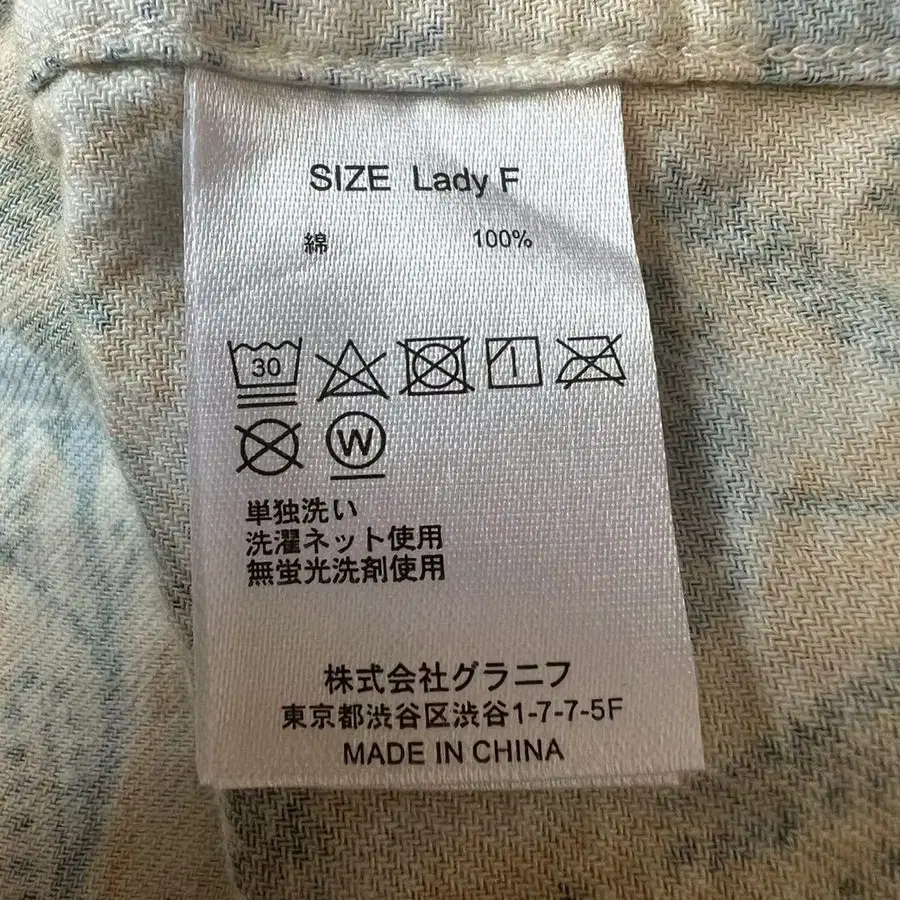 SIZE Lady F
綿 100%
30
W
単独洗い
洗濯ネット使用
無蛍光洗剤使用
株式会社グラニフ
東京都渋谷区渋谷1-7-7-5F
MADE IN CHINA